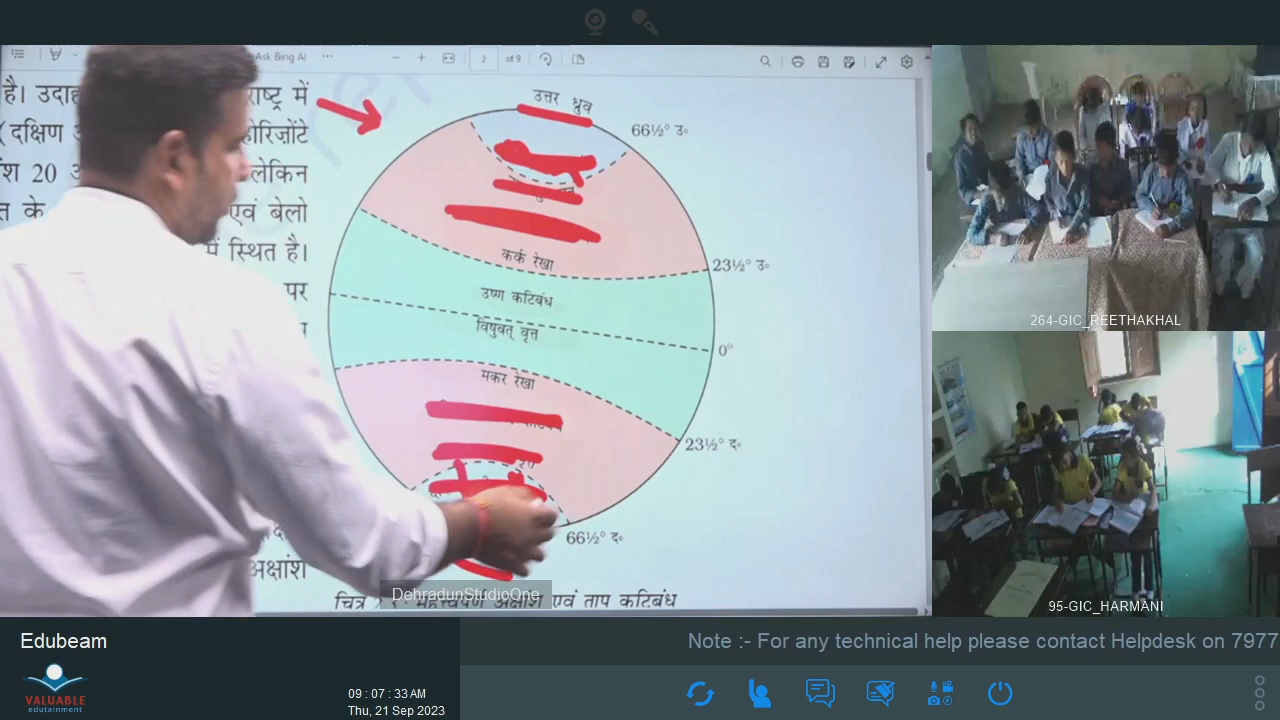 Ask Bing AI
2
of 9
है। उदाह
राष्ट्र में
(दक्षिण
कोरिज़ोंटे
अंश 20
लेकिन
त के
एवं बेलो
में स्थित है।
पर
अक्षांश
उत्तर ध्रुव
66½° उ॰
कर्क रेखा
23½° उ॰
उष्ण कटिबंध
विषुवत् वृत्त
0°
मकर रेखा
23½° द॰
66½° द॰
DehradunStudioOne
अक्षांश एवं ताप कटिबंध
264-GIC_REETHAKHAL
95-GIC_HARMANI
Edubeam
Note :- For any technical help please contact Helpdesk on 7977
VALUABLE
edutainment
09 : 07 : 33 AM
Thu, 21 Sep 2023